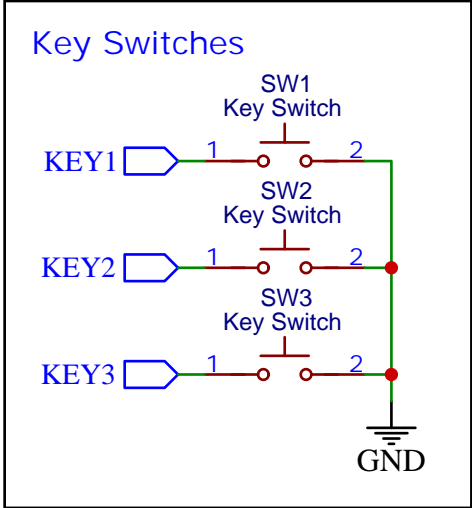 Key Switches
SW1
Key Switch
KEY1 1 2
SW2
Key Switch
KEY2 1 2
SW3
Key Switch
KEY3 1 2
GND